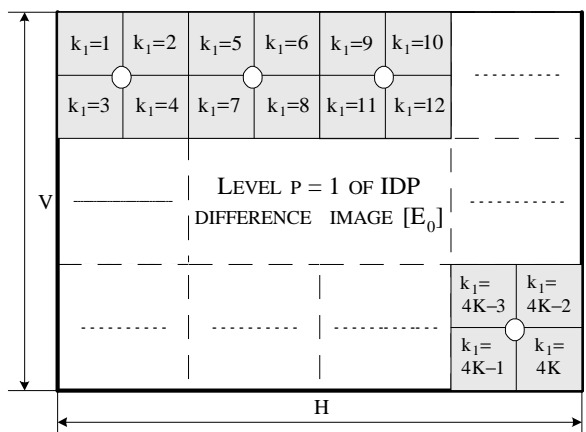 k₁=1 k₁=2 k₁=5 k₁=6 k₁=9 k₁=10
k₁=3 k₁=4 k₁=7 k₁=8 k₁=11 k₁=12
V
LEVEL P = 1 OF IDP
DIFFERENCE IMAGE [E₀]
k₁= k₁=
4K−3 4K−2
k₁= k₁=
4K−1 4K
H